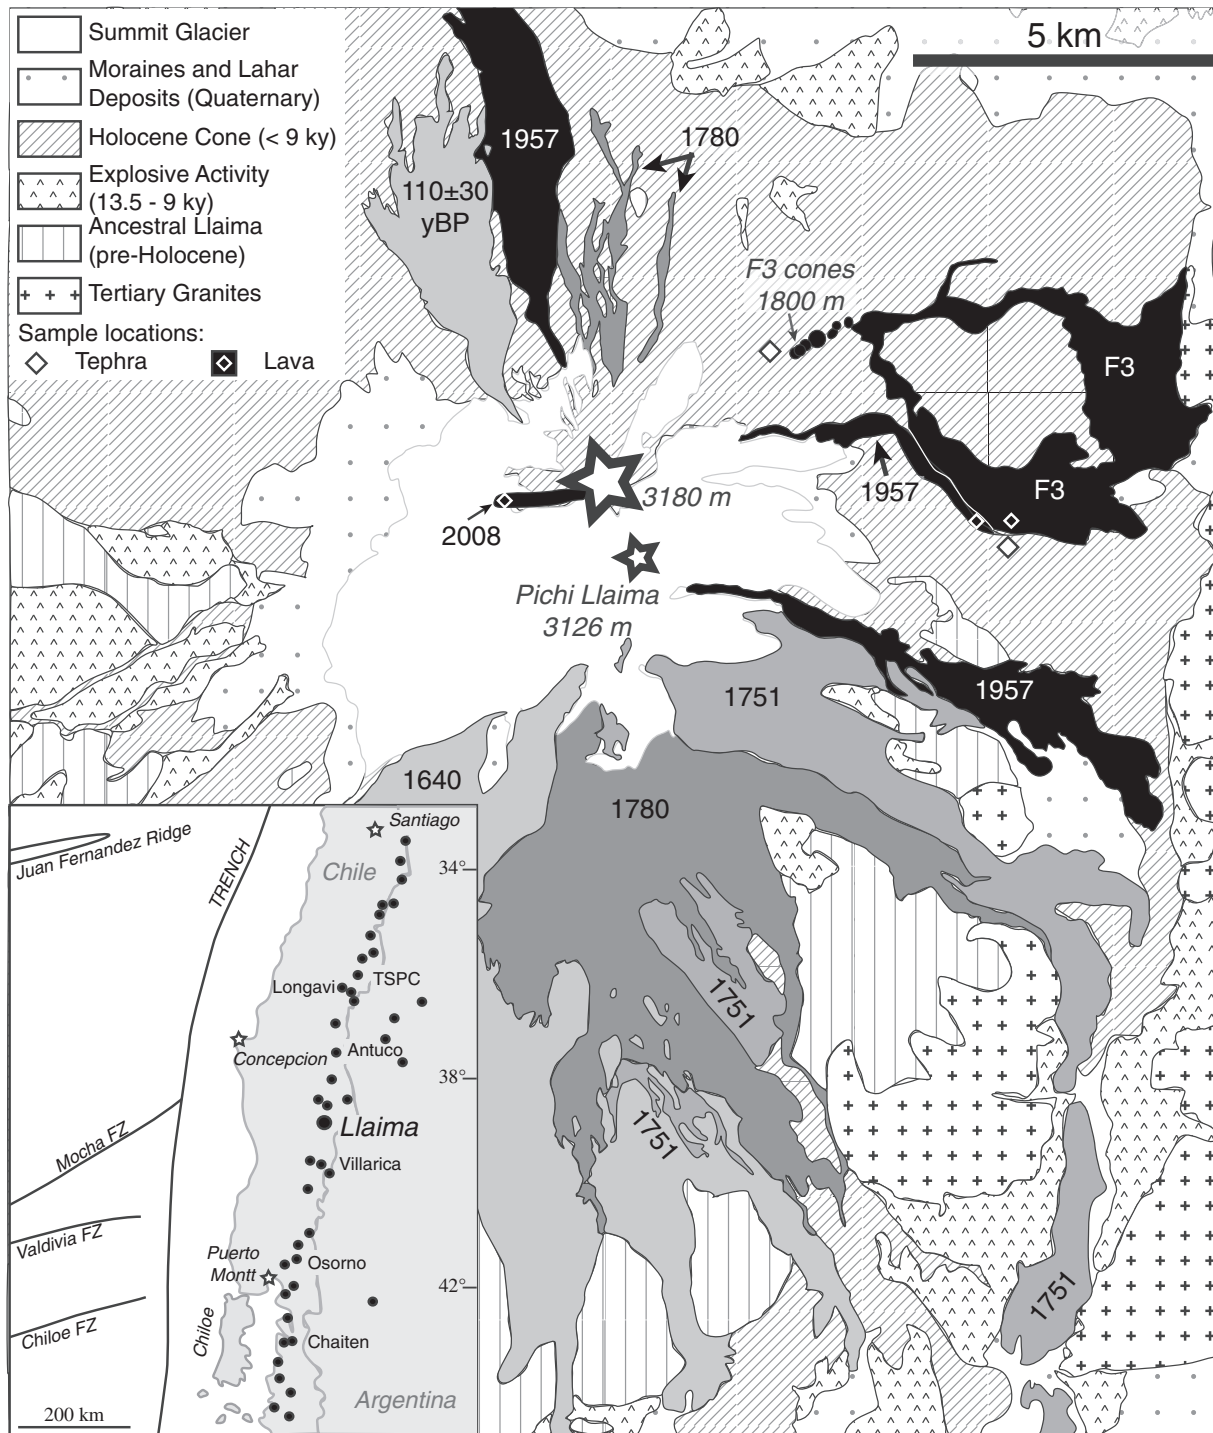 Summit Glacier
Moraines and Lahar
Deposits (Quaternary)
Holocene Cone (< 9 ky)
Explosive Activity
(13.5 - 9 ky)
Ancestral Llaima
(pre-Holocene)
Tertiary Granites
Sample locations:
Tephra
Lava
5 km
1957
1780
110±30
yBP
F3 cones
1800 m
F3
F3
1957
3180 m
2008
Pichi Llaima
3126 m
1751
1957
1640
1780
1751
1751
1751
Juan Fernandez Ridge
TRENCH
Santiago
Chile
34°
Longavi
TSPC
Concepcion
Antuco
38°
Mocha FZ
Llaima
Villarica
Valdivia FZ
Puerto
Montt
Osorno
42°
Chiloe FZ
Chiloe
Chaiten
Argentina
200 km